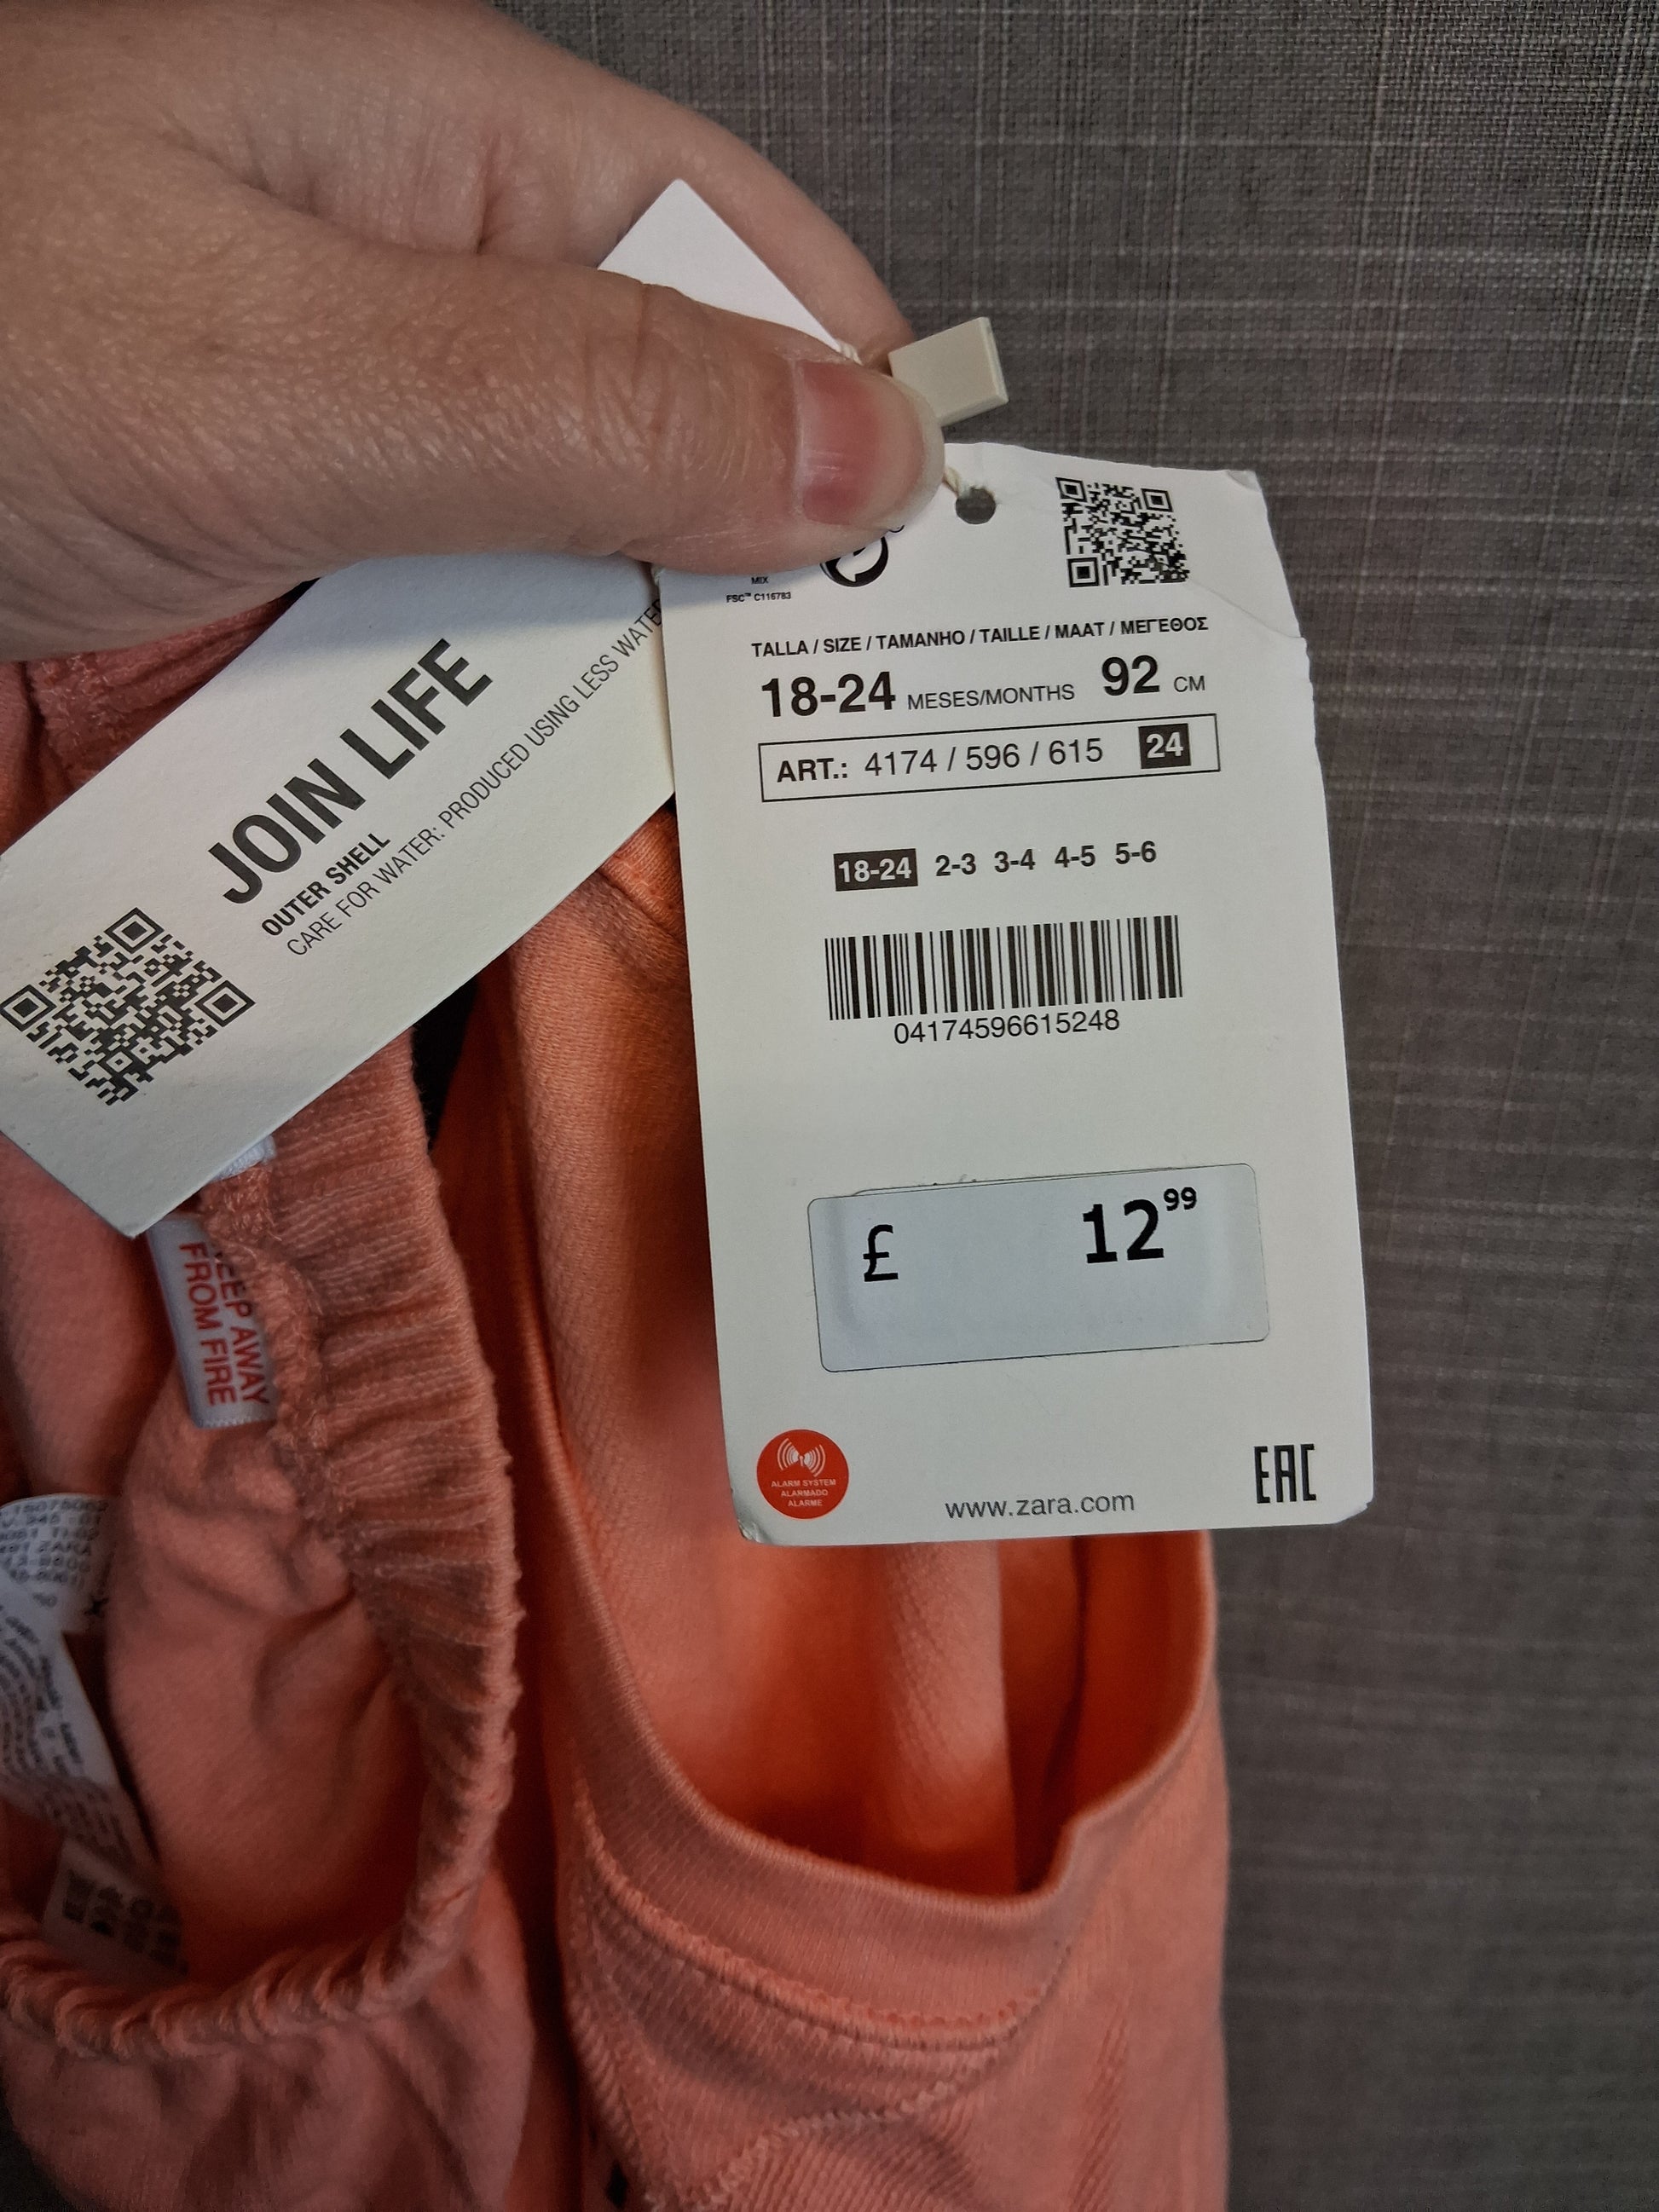 JOIN LIFE
OUTER SHELL
CARE FOR WATER: PRODUCED USING LESS WATER
MIX
FSC™ C116783
TALLA / SIZE / TAMANHO / TAILLE / MAAT / ΜΕΓΕΘΟΣ
18-24 MESES/MONTHS 92 CM
ART.: 4174 / 596 / 615 24
18-24 2-3 3-4 4-5 5-6
04174596615248
£ 12 99
ALARM SYSTEM
ALARMADO
ALARME
www.zara.com
EAC
KEEP AWAY
FROM FIRE
ZARA